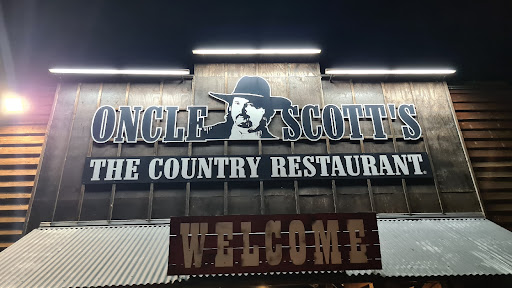 ONCLE SCOTT'S
THE COUNTRY RESTAURANT
WELCOME